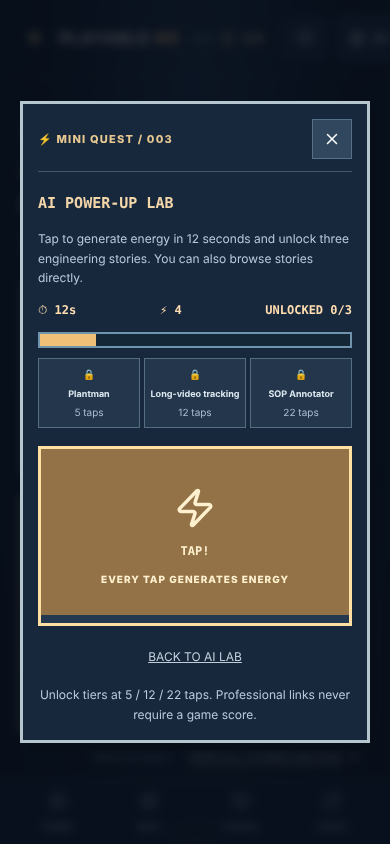 ⚡ MINI QUEST / 003
AI POWER-UP LAB
Tap to generate energy in 12 seconds and unlock three
engineering stories. You can also browse stories
directly.
⏱ 12s ⚡ 4 UNLOCKED 0/3
🔒 🔒 🔒
Plantman Long-video tracking SOP Annotator
5 taps 12 taps 22 taps
TAP!
EVERY TAP GENERATES ENERGY
BACK TO AI LAB
Unlock tiers at 5 / 12 / 22 taps. Professional links never
require a game score.